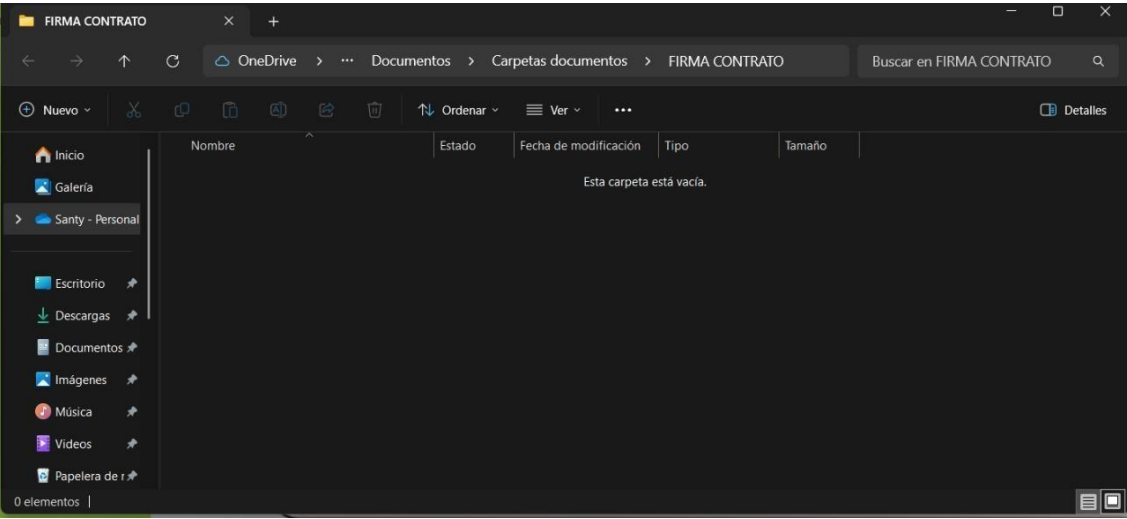 FIRMA CONTRATO
OneDrive > ... Documentos > Carpetas documentos > FIRMA CONTRATO
Buscar en FIRMA CONTRATO
Nuevo
Ordenar
Ver
Detalles
Nombre Estado Fecha de modificación Tipo Tamaño
Esta carpeta está vacía.
Inicio
Galería
Santy - Personal
Escritorio
Descargas
Documentos
Imágenes
Música
Videos
Papelera de r
0 elementos